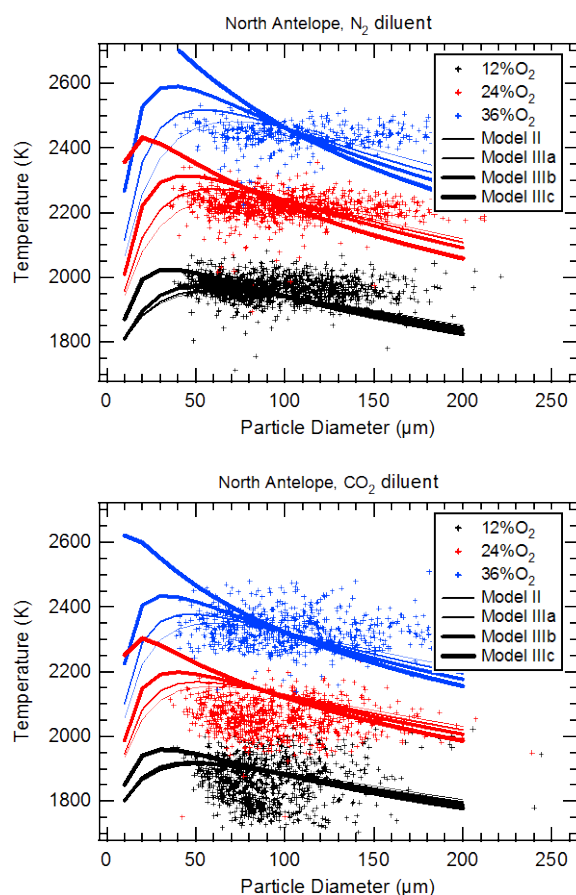 North Antelope, N₂ diluent
2600
2400
2200
2000
1800
Temperature (K)
12%O₂
24%O₂
36%O₂
Model II
Model IIIa
Model IIIb
Model IIIc
0 50 100 150 200 250
Particle Diameter (µm)
North Antelope, CO₂ diluent
2600
2400
2200
2000
1800
Temperature (K)
12%O₂
24%O₂
36%O₂
Model II
Model IIIa
Model IIIb
Model IIIc
0 50 100 150 200 250
Particle Diameter (µm)